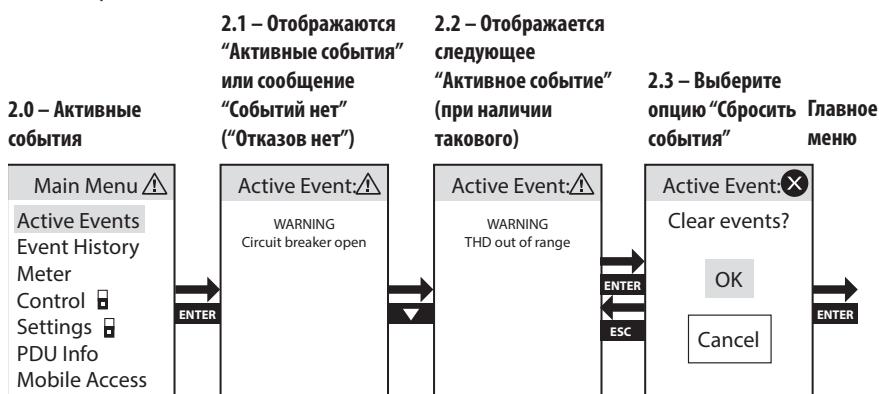 2.0 – Активные
события
2.1 – Отображаются
“Активные события”
или сообщение
“Событий нет”
(“Отказов нет”)
2.2 – Отображается
следующее
“Активное событие”
(при наличии
такового)
2.3 – Выберите
опцию “Сбросить
события”
Главное
меню
Main Menu
Active Events
Event History
Meter
Control
Settings
PDU Info
Mobile Access
ENTER
Active Event:
WARNING
Circuit breaker open
Active Event:
WARNING
THD out of range
ENTER
ESC
Active Event:
Clear events?
OK
Cancel
ENTER